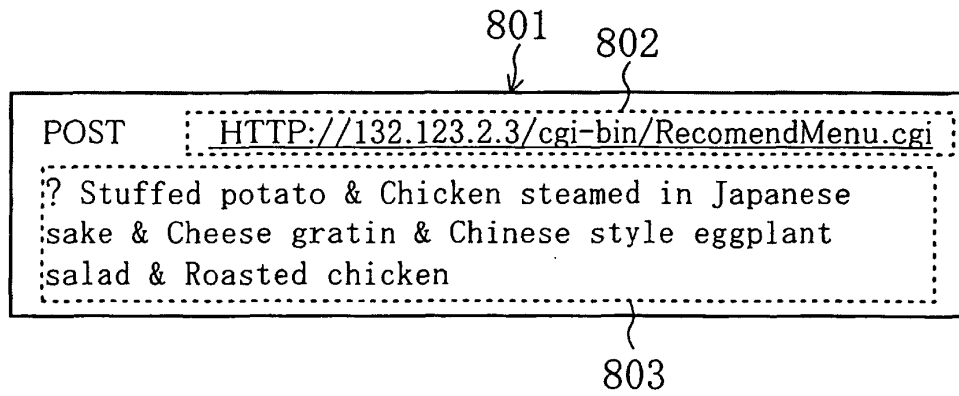 801
802
POST HTTP://132.123.2.3/cgi-bin/RecomendMenu.cgi
? Stuffed potato & Chicken steamed in Japanese
sake & Cheese gratin & Chinese style eggplant
salad & Roasted chicken
803